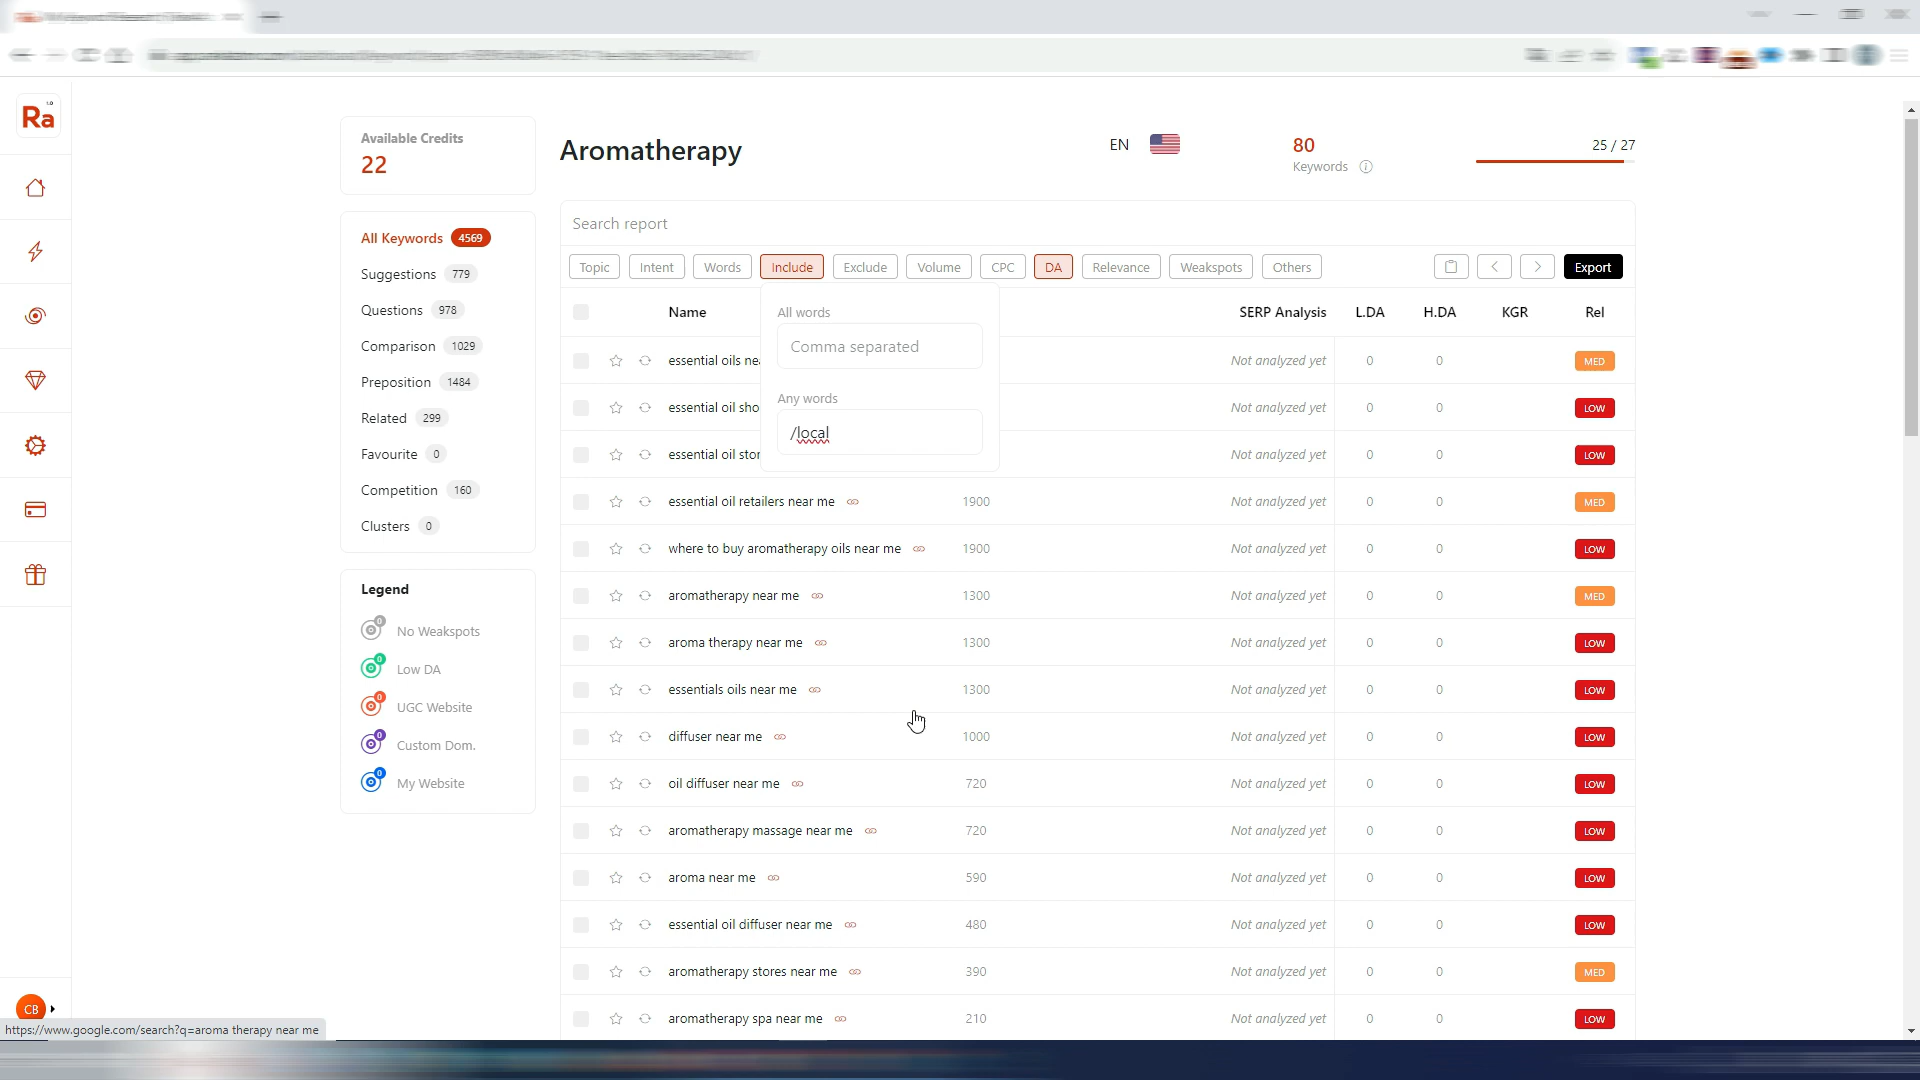 Ra 1.0
Available Credits
22
Aromatherapy
EN
80
Keywords
25 / 27
All Keywords 4569
Suggestions 779
Questions 978
Comparison 1029
Preposition 1484
Related 299
Favourite 0
Competition 160
Clusters 0
Legend
0 No Weakspots
0 Low DA
0 UGC Website
0 Custom Dom.
0 My Website
Search report
Topic Intent Words Include Exclude Volume CPC DA Relevance Weakspots Others Export
Name SERP Analysis L.DA H.DA KGR Rel
All words
Comma separated
Any words
/local
essential oils nea Not analyzed yet 0 0 MED
essential oil sho Not analyzed yet 0 0 LOW
essential oil stor Not analyzed yet 0 0 LOW
essential oil retailers near me 1900 Not analyzed yet 0 0 MED
where to buy aromatherapy oils near me 1900 Not analyzed yet 0 0 LOW
aromatherapy near me 1300 Not analyzed yet 0 0 MED
aroma therapy near me 1300 Not analyzed yet 0 0 LOW
essentials oils near me 1300 Not analyzed yet 0 0 LOW
diffuser near me 1000 Not analyzed yet 0 0 LOW
oil diffuser near me 720 Not analyzed yet 0 0 LOW
aromatherapy massage near me 720 Not analyzed yet 0 0 LOW
aroma near me 590 Not analyzed yet 0 0 LOW
essential oil diffuser near me 480 Not analyzed yet 0 0 LOW
aromatherapy stores near me 390 Not analyzed yet 0 0 MED
aromatherapy spa near me 210 Not analyzed yet 0 0 LOW
CB
https://www.google.com/search?q=aroma therapy near me